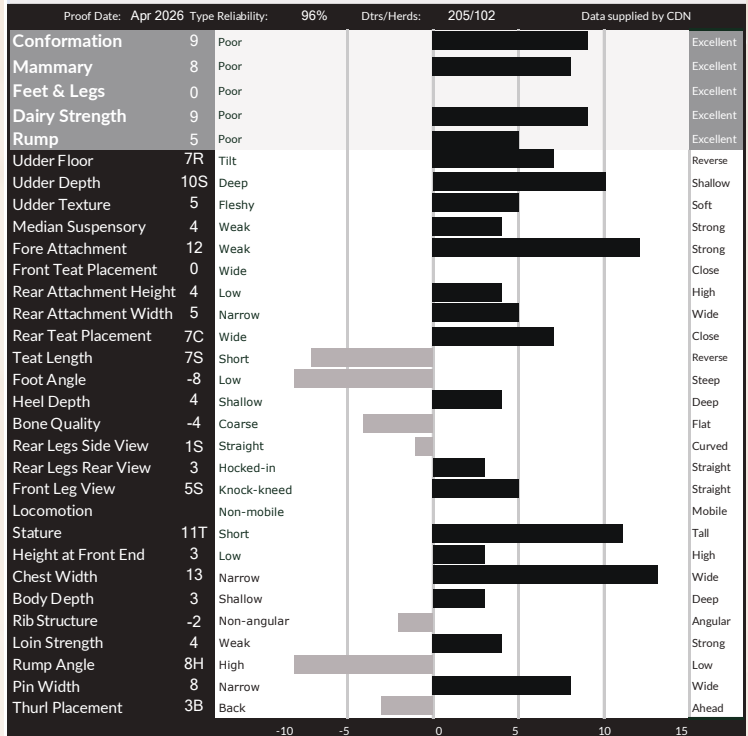 Proof Date: Apr 2026 Type Reliability: 96% Dtrs/Herds: 205/102 Data supplied by CDN
Conformation 9 Poor Excellent
Mammary 8 Poor Excellent
Feet & Legs 0 Poor Excellent
Dairy Strength 9 Poor Excellent
Rump 5 Poor Excellent
Udder Floor 7R Tilt Reverse
Udder Depth 10S Deep Shallow
Udder Texture 5 Fleshy Soft
Median Suspensory 4 Weak Strong
Fore Attachment 12 Weak Strong
Front Teat Placement 0 Wide Close
Rear Attachment Height 4 Low High
Rear Attachment Width 5 Narrow Wide
Rear Teat Placement 7C Wide Close
Teat Length 7S Short Reverse
Foot Angle -8 Low Steep
Heel Depth 4 Shallow Deep
Bone Quality -4 Coarse Flat
Rear Legs Side View 1S Straight Curved
Rear Legs Rear View 3 Hocked-in Straight
Front Leg View 5S Knock-kneed Straight
Locomotion Non-mobile Mobile
Stature 11T Short Tall
Height at Front End 3 Low High
Chest Width 13 Narrow Wide
Body Depth 3 Shallow Deep
Rib Structure -2 Non-angular Angular
Loin Strength 4 Weak Strong
Rump Angle 8H High Low
Pin Width 8 Narrow Wide
Thurl Placement 3B Back Ahead
-10 -5 0 5 10 15